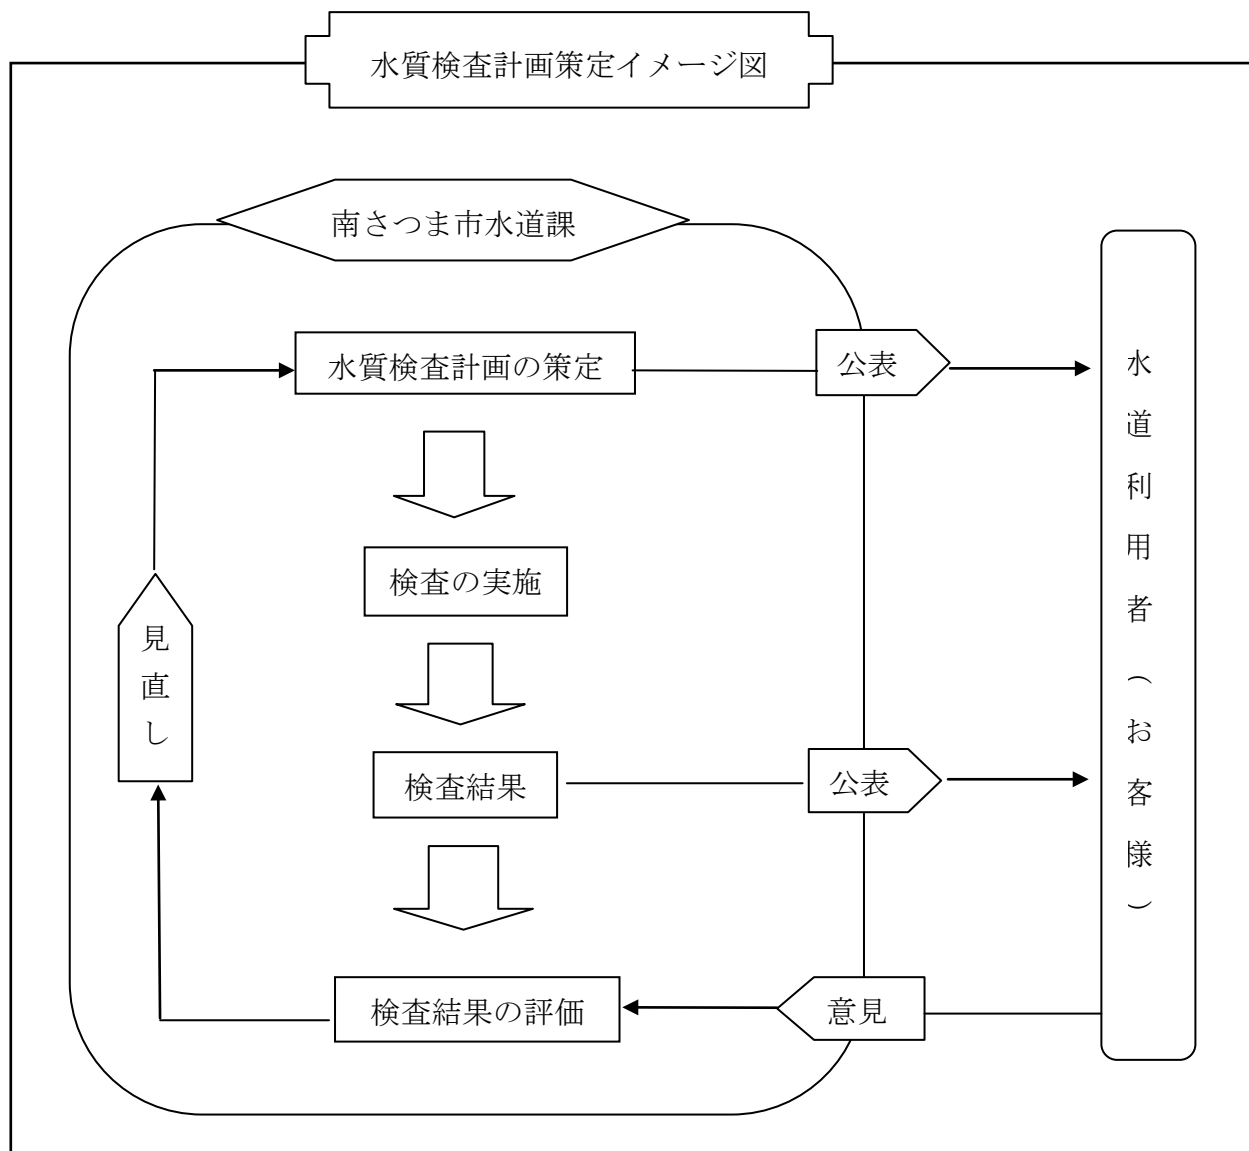 水質検査計画策定イメージ図
南さつま市水道課
水質検査計画の策定
公表
検査の実施
見直し
検査結果
公表
検査結果の評価
意見
水道利用者（お客様）